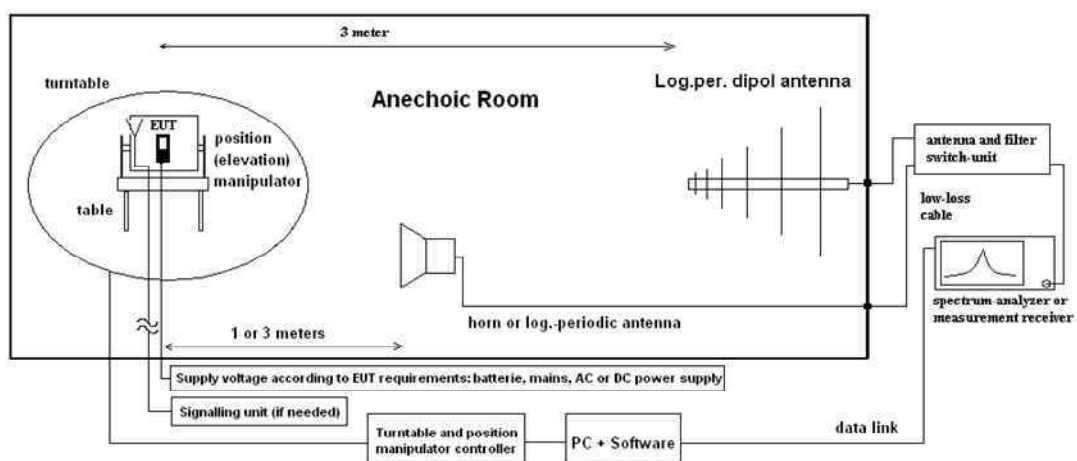 3 meter
turntable
Log.per. dipol antenna
Anechoic Room
EUT
position
(elevation)
manipulator
antenna and filter
switch-unit
table
low-loss
cable
spectrum-analyzer or
measurement receiver
horn or log.-periodic antenna
1 or 3 meters
Supply voltage according to EUT requirements: batterie, mains, AC or DC power supply
Signalling unit (if needed)
Turntable and position
manipulator controller
PC + Software
data link